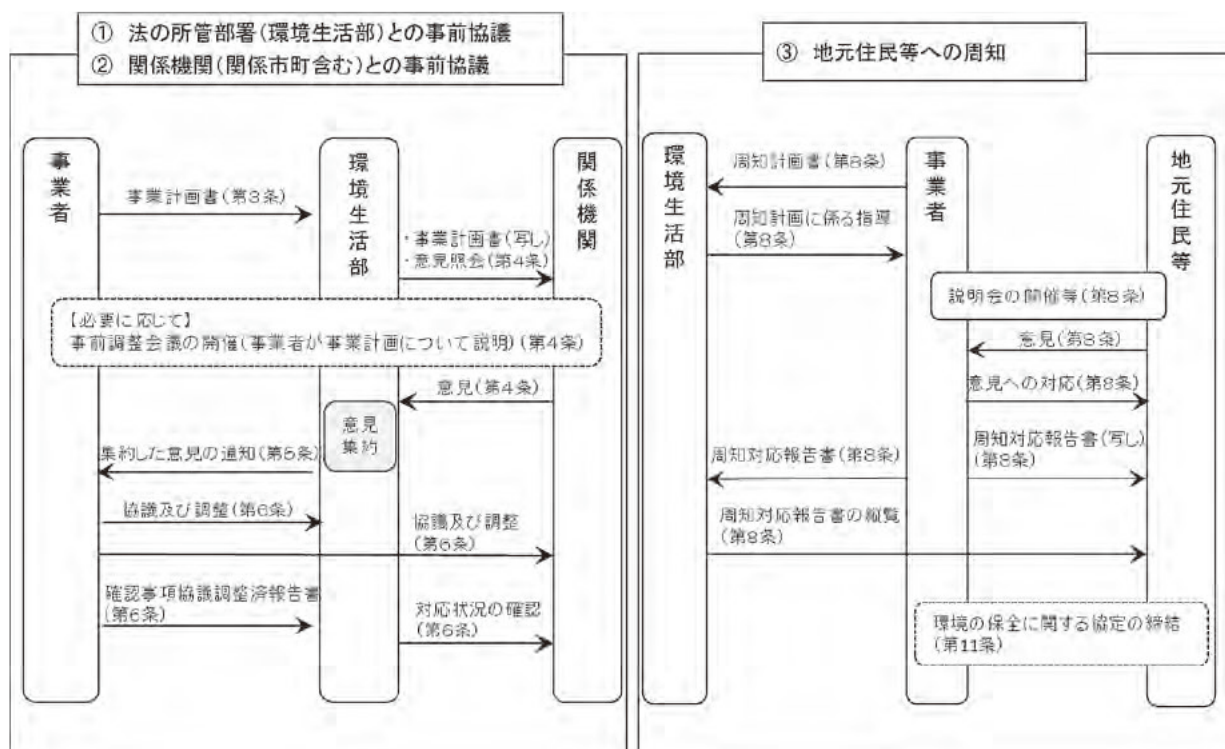 ① 法の所管部署(環境生活部)との事前協議
② 関係機関(関係市町含む)との事前協議
事業者
環境生活部
関係機関
事業計画書(第3条)
・事業計画書(写し)
・意見照会(第4条)
【必要に応じて】
事前調整会議の開催(事業者が事業計画について説明)(第4条)
意見(第4条)
意見
集約
集約した意見の通知(第5条)
協議及び調整(第6条)
協議及び調整
(第6条)
確認事項協議調整済報告書
(第6条)
対応状況の確認
(第6条)
③ 地元住民等への周知
環境生活部
事業者
地元住民等
周知計画書(第8条)
周知計画に係る指導
(第8条)
説明会の開催等(第8条)
意見(第8条)
意見への対応(第8条)
周知対応報告書(写し)
(第8条)
周知対応報告書(第8条)
周知対応報告書の縦覧
(第8条)
環境の保全に関する協定の締結
(第11条)